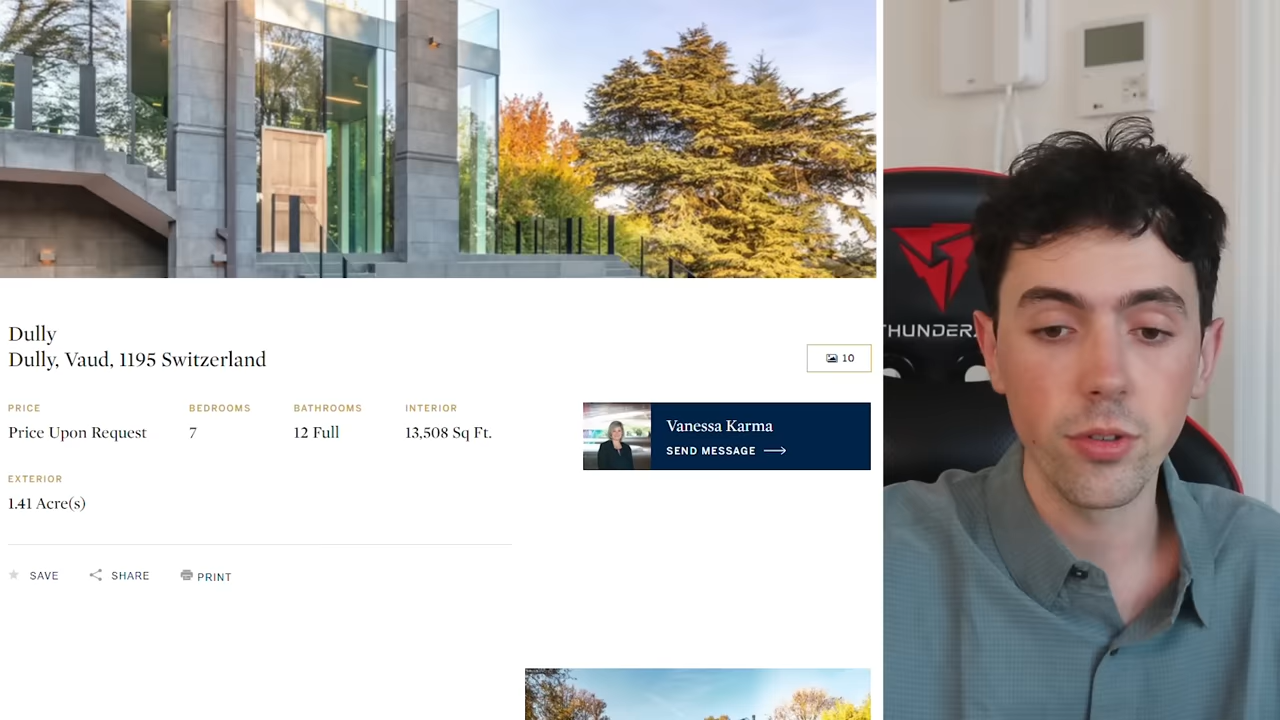 Dully
Dully, Vaud, 1195 Switzerland
10
PRICE
BEDROOMS
BATHROOMS
INTERIOR
Price Upon Request
7
12 Full
13,508 Sq Ft.
EXTERIOR
1.41 Acre(s)
Vanessa Karma
SEND MESSAGE
SAVE
SHARE
PRINT
THUNDER